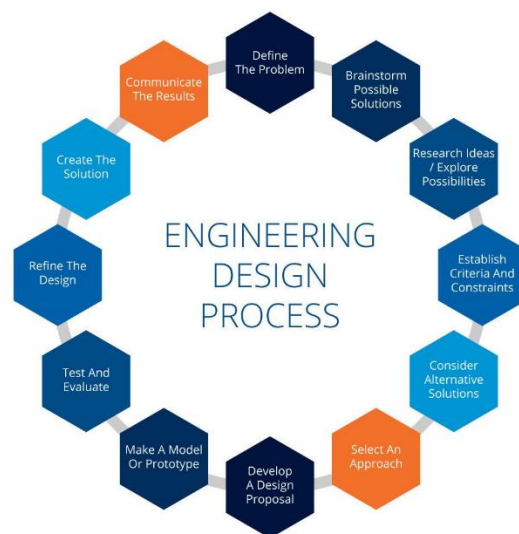 Define
The Problem
Brainstorm
Possible
Solutions
Research Ideas
/ Explore
Possibilities
Establish
Criteria And
Constraints
Consider
Alternative
Solutions
Select An
Approach
Develop
A Design
Proposal
Make A Model
Or Prototype
Test And
Evaluate
Refine The
Design
Create The
Solution
Communicate
The Results
ENGINEERING
DESIGN
PROCESS